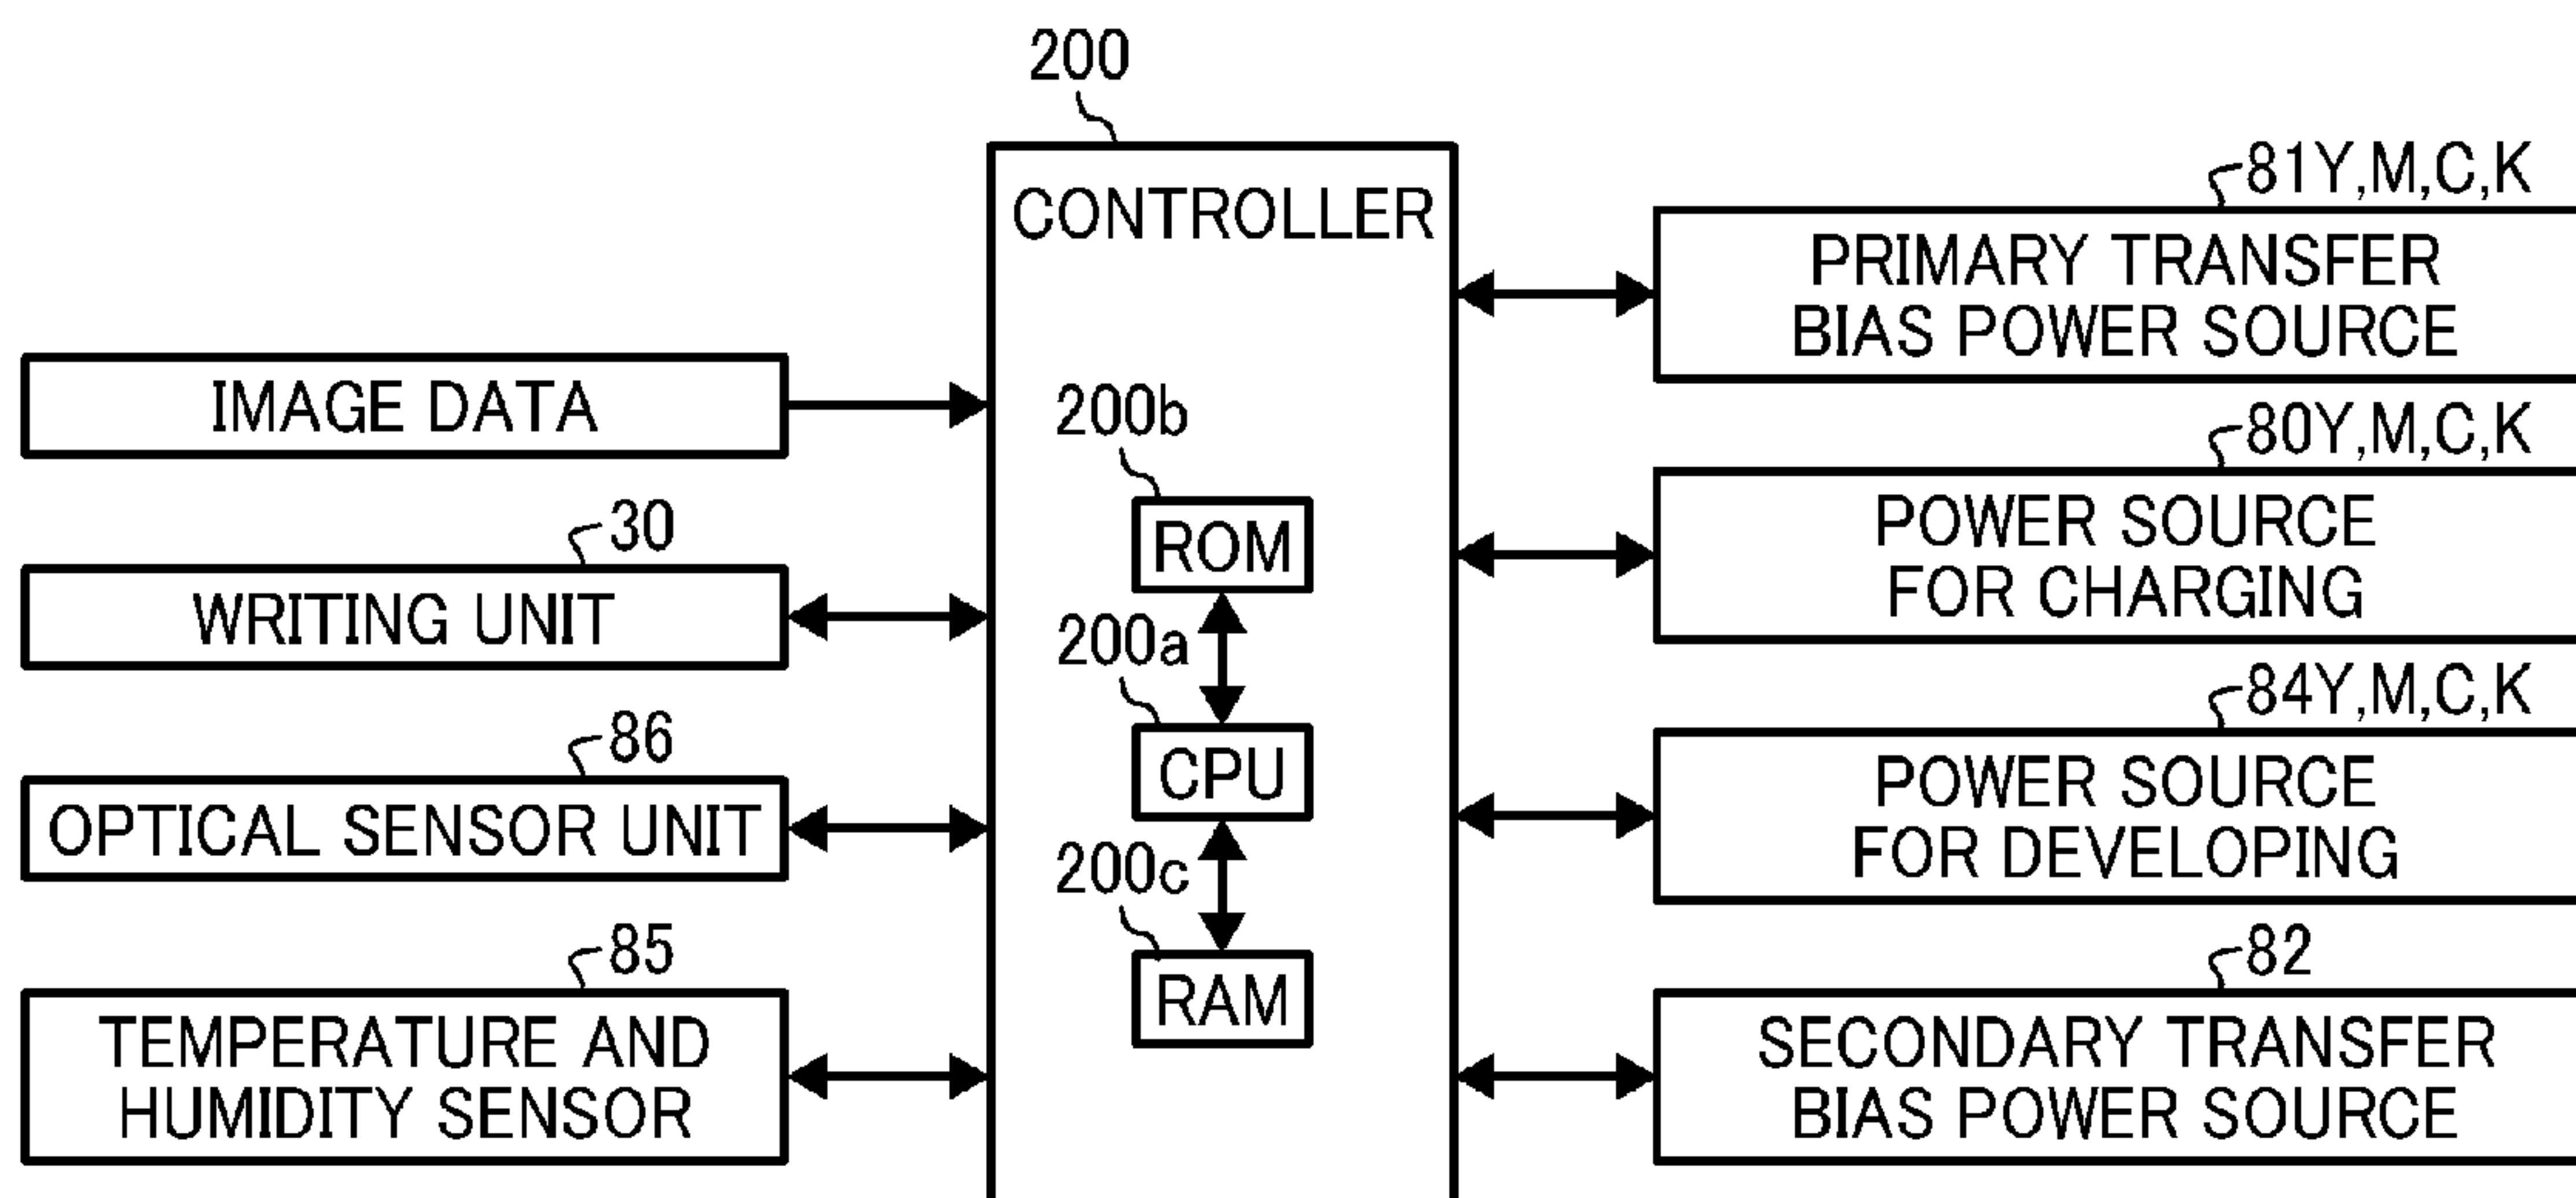 200
CONTROLLER
81Y,M,C,K
PRIMARY TRANSFER
BIAS POWER SOURCE
IMAGE DATA
200b
ROM
80Y,M,C,K
POWER SOURCE
FOR CHARGING
30
WRITING UNIT
200a
CPU
84Y,M,C,K
POWER SOURCE
FOR DEVELOPING
86
OPTICAL SENSOR UNIT
200c
RAM
85
TEMPERATURE AND
HUMIDITY SENSOR
82
SECONDARY TRANSFER
BIAS POWER SOURCE